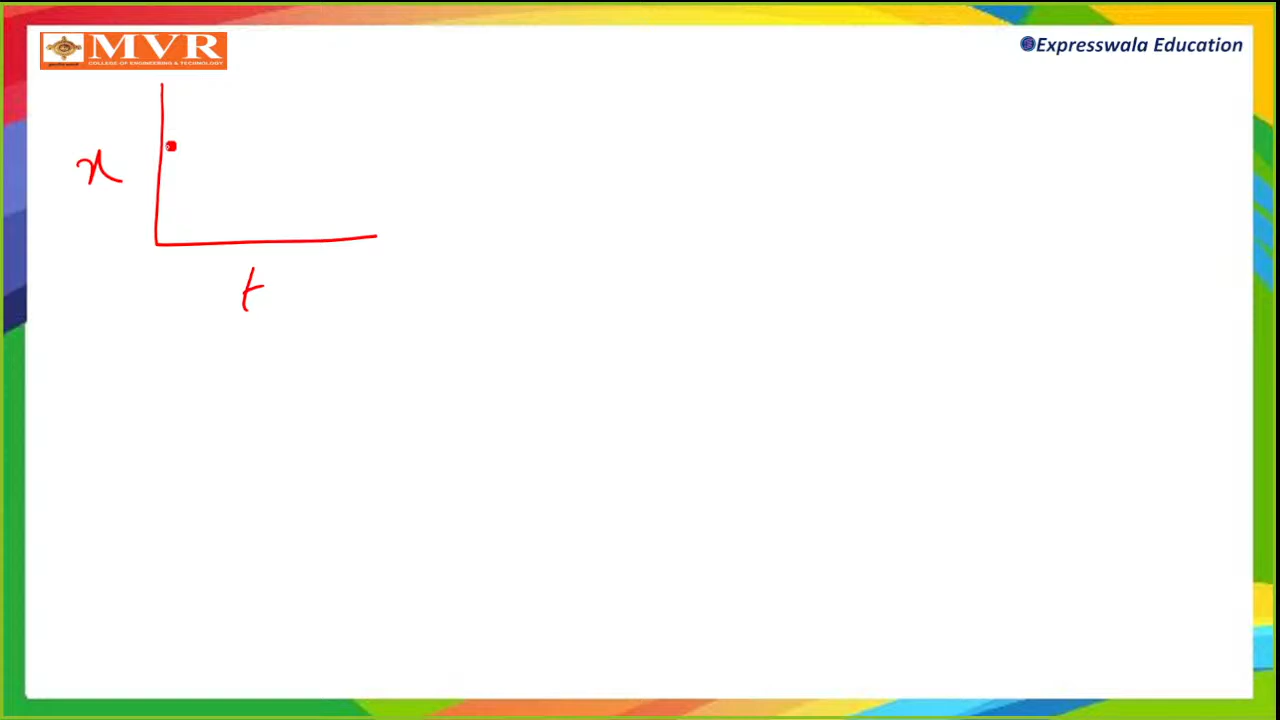 MVR
COLLEGE OF ENGINEERING & TECHNOLOGY
Expresswala Education
x
t